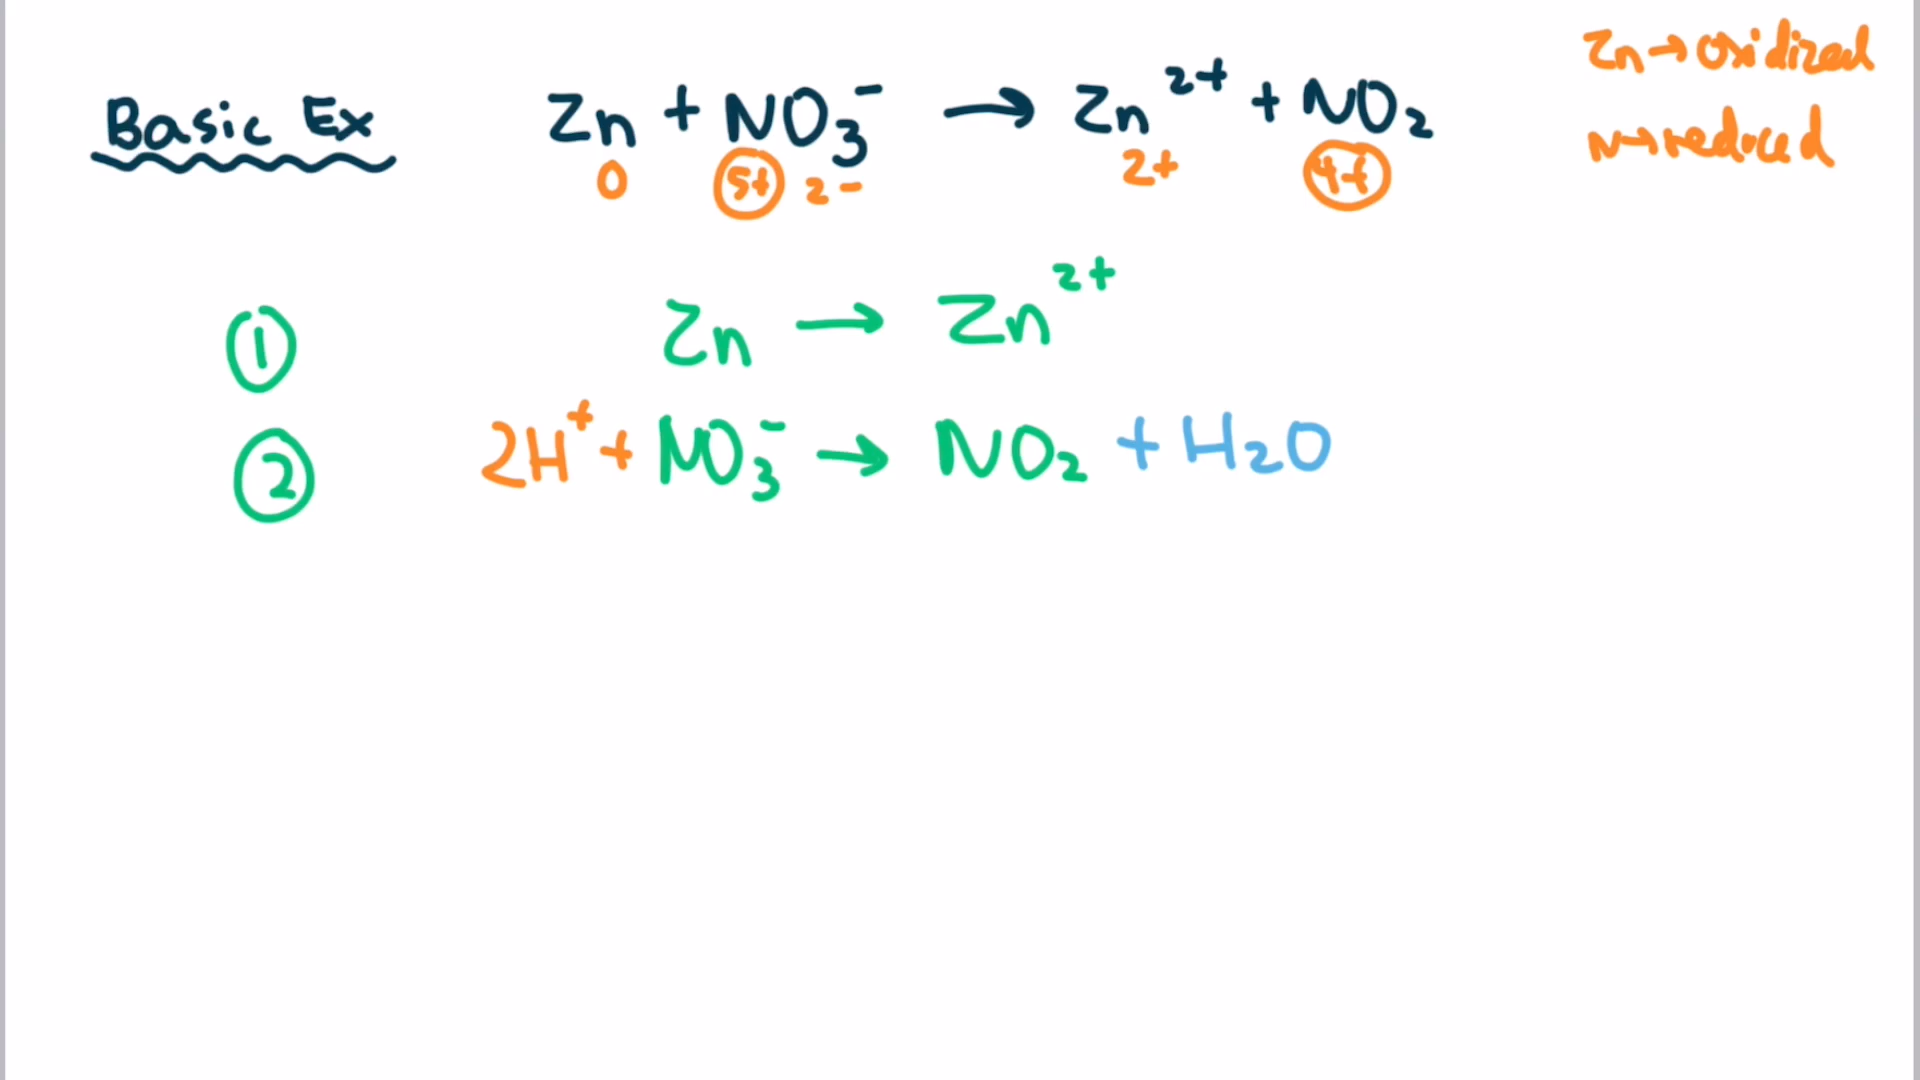 Basic Ex Zn + NO₃⁻ → Zn²⁺ + NO₂
0 5+ 2- 2+ 4+
Zn → oxidized
N → reduced
① Zn → Zn²⁺
② 2H⁺ + NO₃⁻ → NO₂ + H₂O